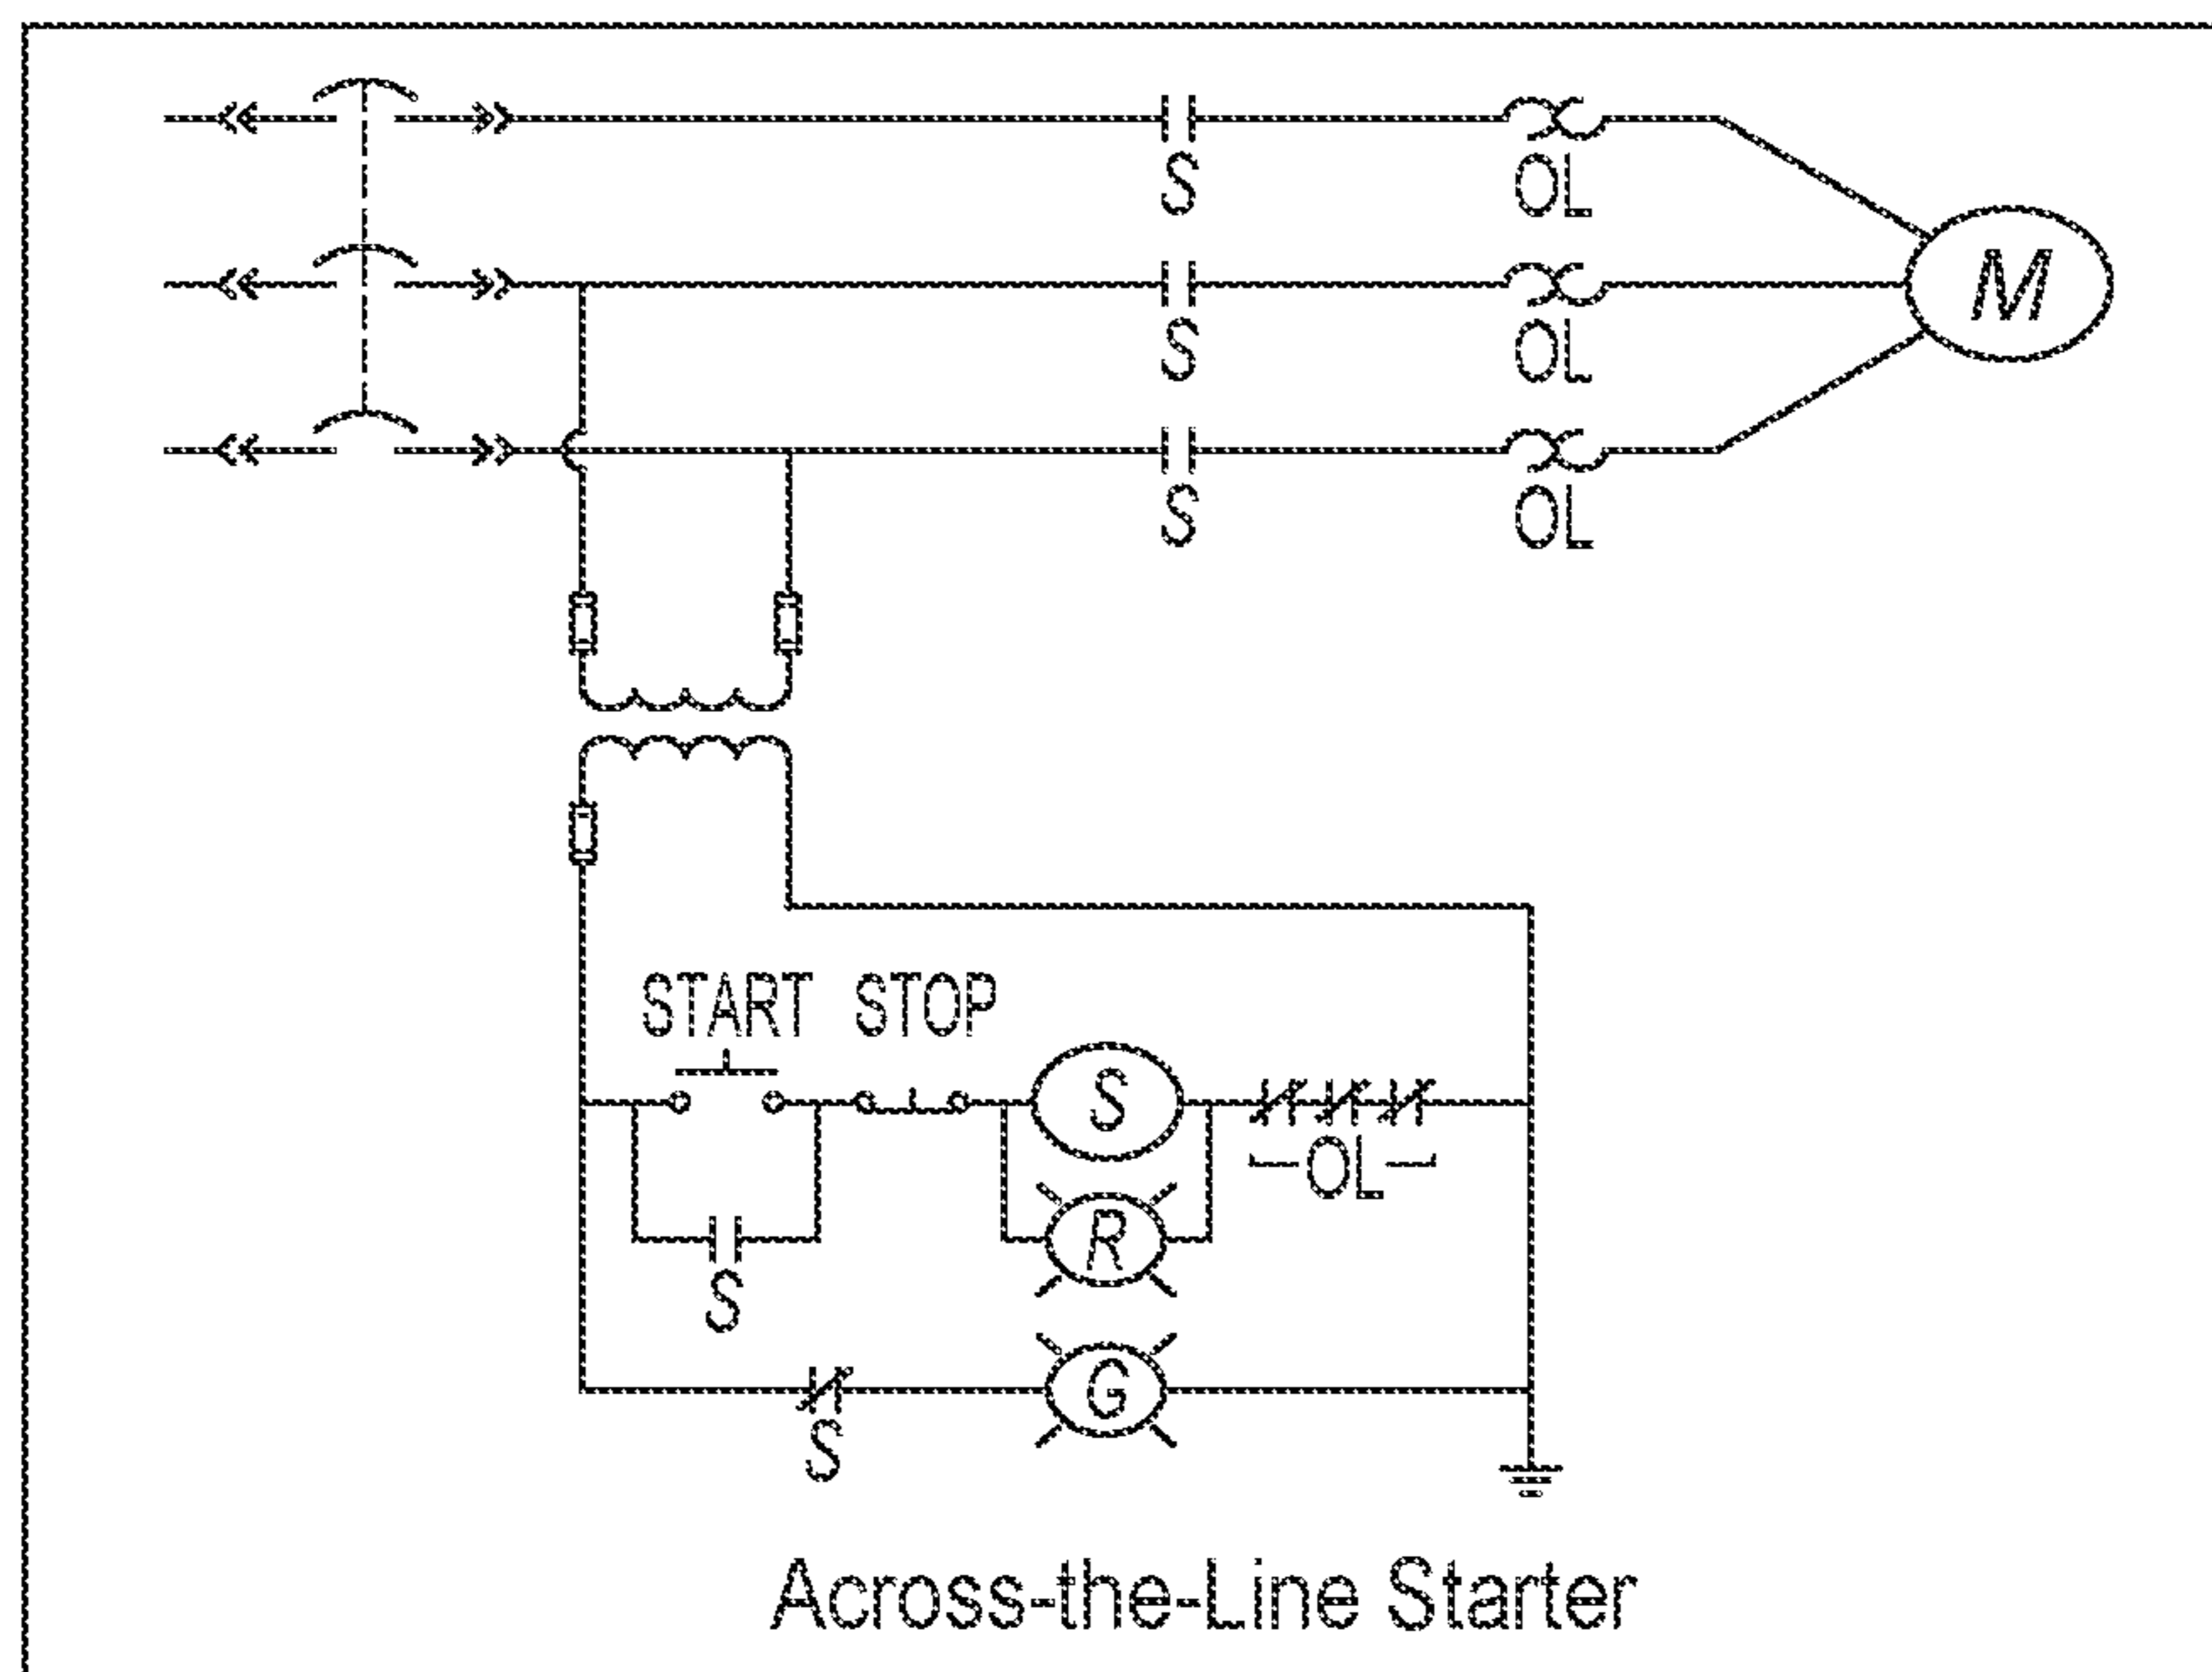 S OL
M
S OL
S OL
START STOP
S
OL
R
S
G
S
Across-the-Line Starter